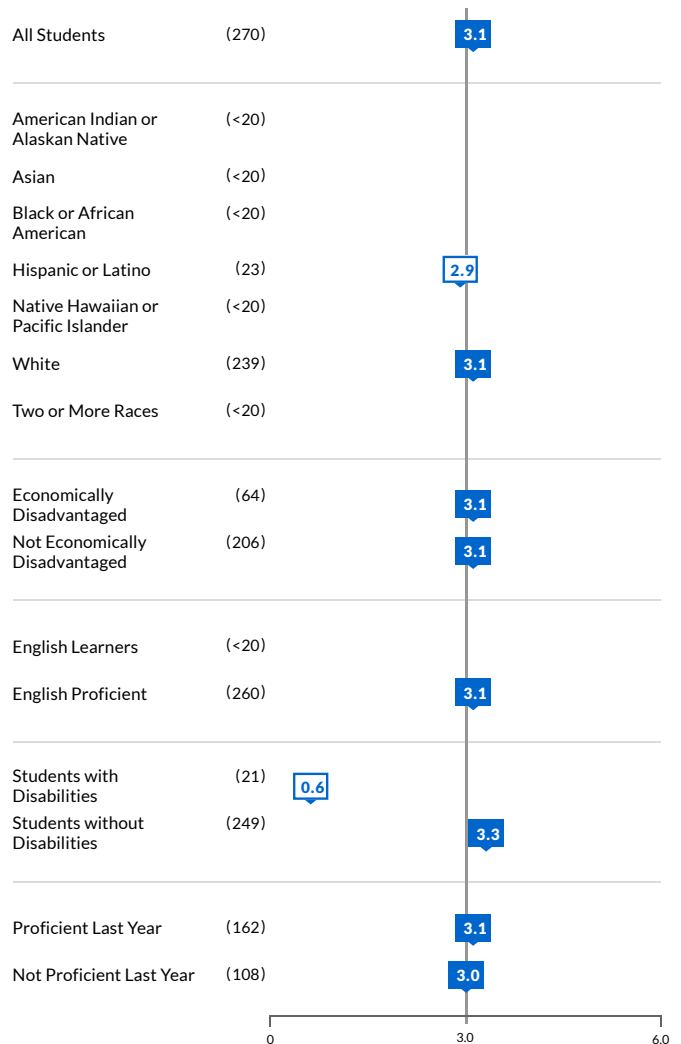 All Students (270) 3.1
American Indian or
Alaskan Native (<20)
Asian (<20)
Black or African
American (<20)
Hispanic or Latino (23) 2.9
Native Hawaiian or
Pacific Islander (<20)
White (239) 3.1
Two or More Races (<20)
Economically
Disadvantaged (64) 3.1
Not Economically
Disadvantaged (206) 3.1
English Learners (<20)
English Proficient (260) 3.1
Students with
Disabilities (21) 0.6
Students without
Disabilities (249) 3.3
Proficient Last Year (162) 3.1
Not Proficient Last Year (108) 3.0
0 3.0 6.0